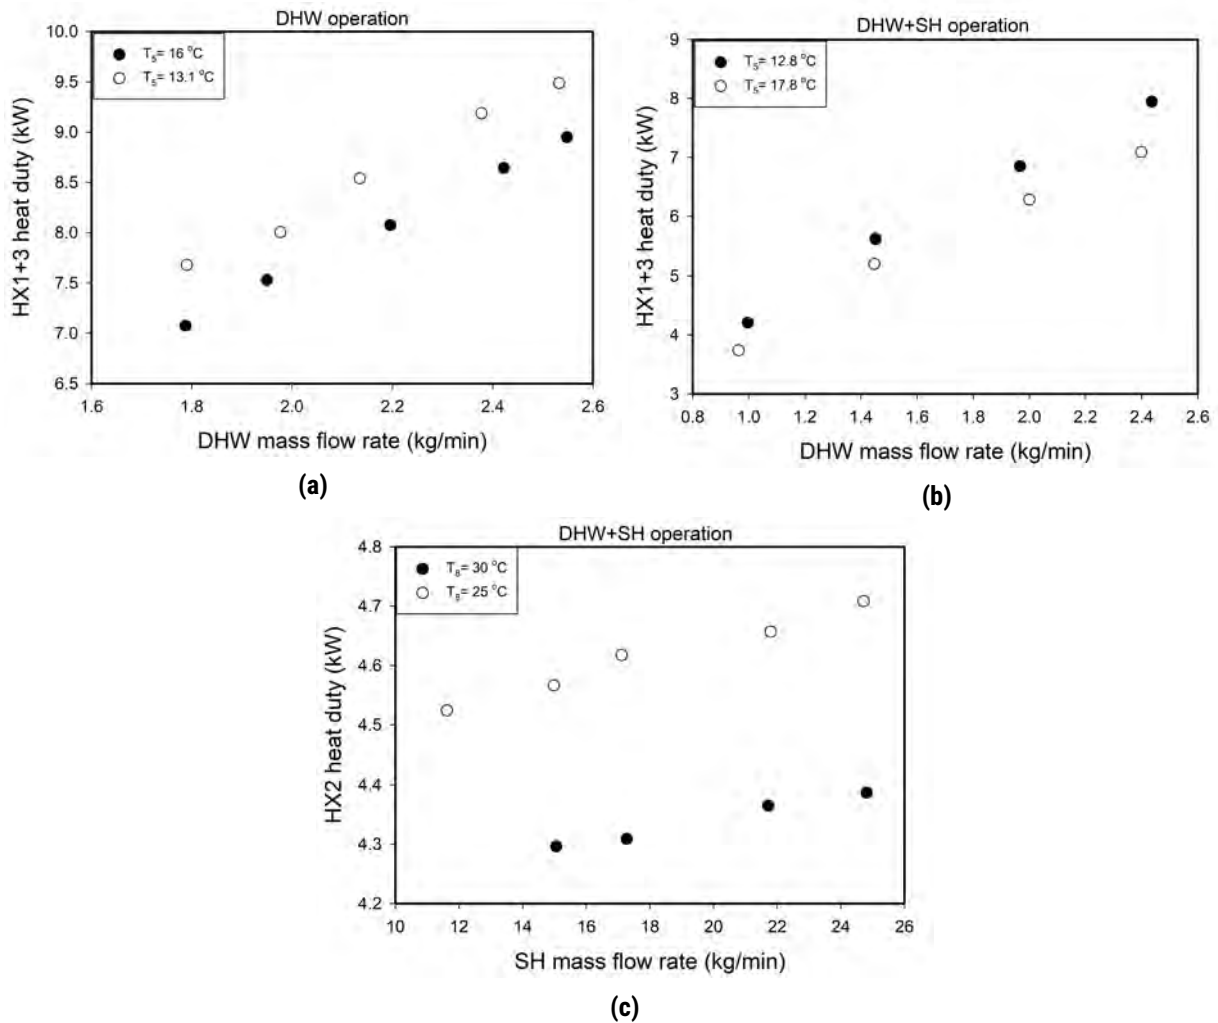 DHW operation
T5= 16 °C
T5= 13.1 °C
10.0
9.5
9.0
8.5
8.0
7.5
7.0
6.5
HX1+3 heat duty (kW)
1.6 1.8 2.0 2.2 2.4 2.6
DHW mass flow rate (kg/min)
(a)
DHW+SH operation
T5= 12.8 °C
T5= 17.8 °C
9
8
7
6
5
4
3
HX1+3 heat duty (kW)
0.8 1.0 1.2 1.4 1.6 1.8 2.0 2.2 2.4 2.6
DHW mass flow rate (kg/min)
(b)
DHW+SH operation
T8= 30 °C
T8= 25 °C
4.8
4.7
4.6
4.5
4.4
4.3
4.2
HX2 heat duty (kW)
10 12 14 16 18 20 22 24 26
SH mass flow rate (kg/min)
(c)